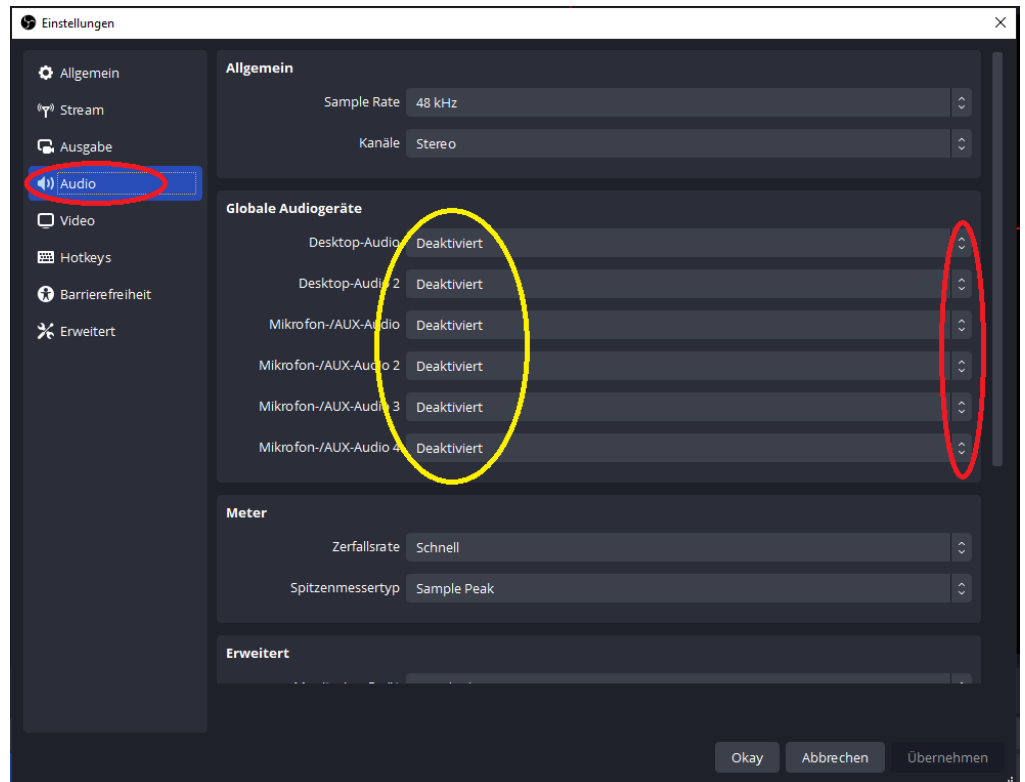 Einstellungen
Allgemein
Stream
Ausgabe
Audio
Video
Hotkeys
Barrierefreiheit
Erweitert
Allgemein
Sample Rate 48 kHz
Kanäle Stereo
Globale Audiogeräte
Desktop-Audio Deaktiviert
Desktop-Audio 2 Deaktiviert
Mikrofon-/AUX-Audio Deaktiviert
Mikrofon-/AUX-Audio 2 Deaktiviert
Mikrofon-/AUX-Audio 3 Deaktiviert
Mikrofon-/AUX-Audio 4 Deaktiviert
Meter
Zerfallsrate Schnell
Spitzenmessertyp Sample Peak
Erweitert
Okay Abbrechen Übernehmen